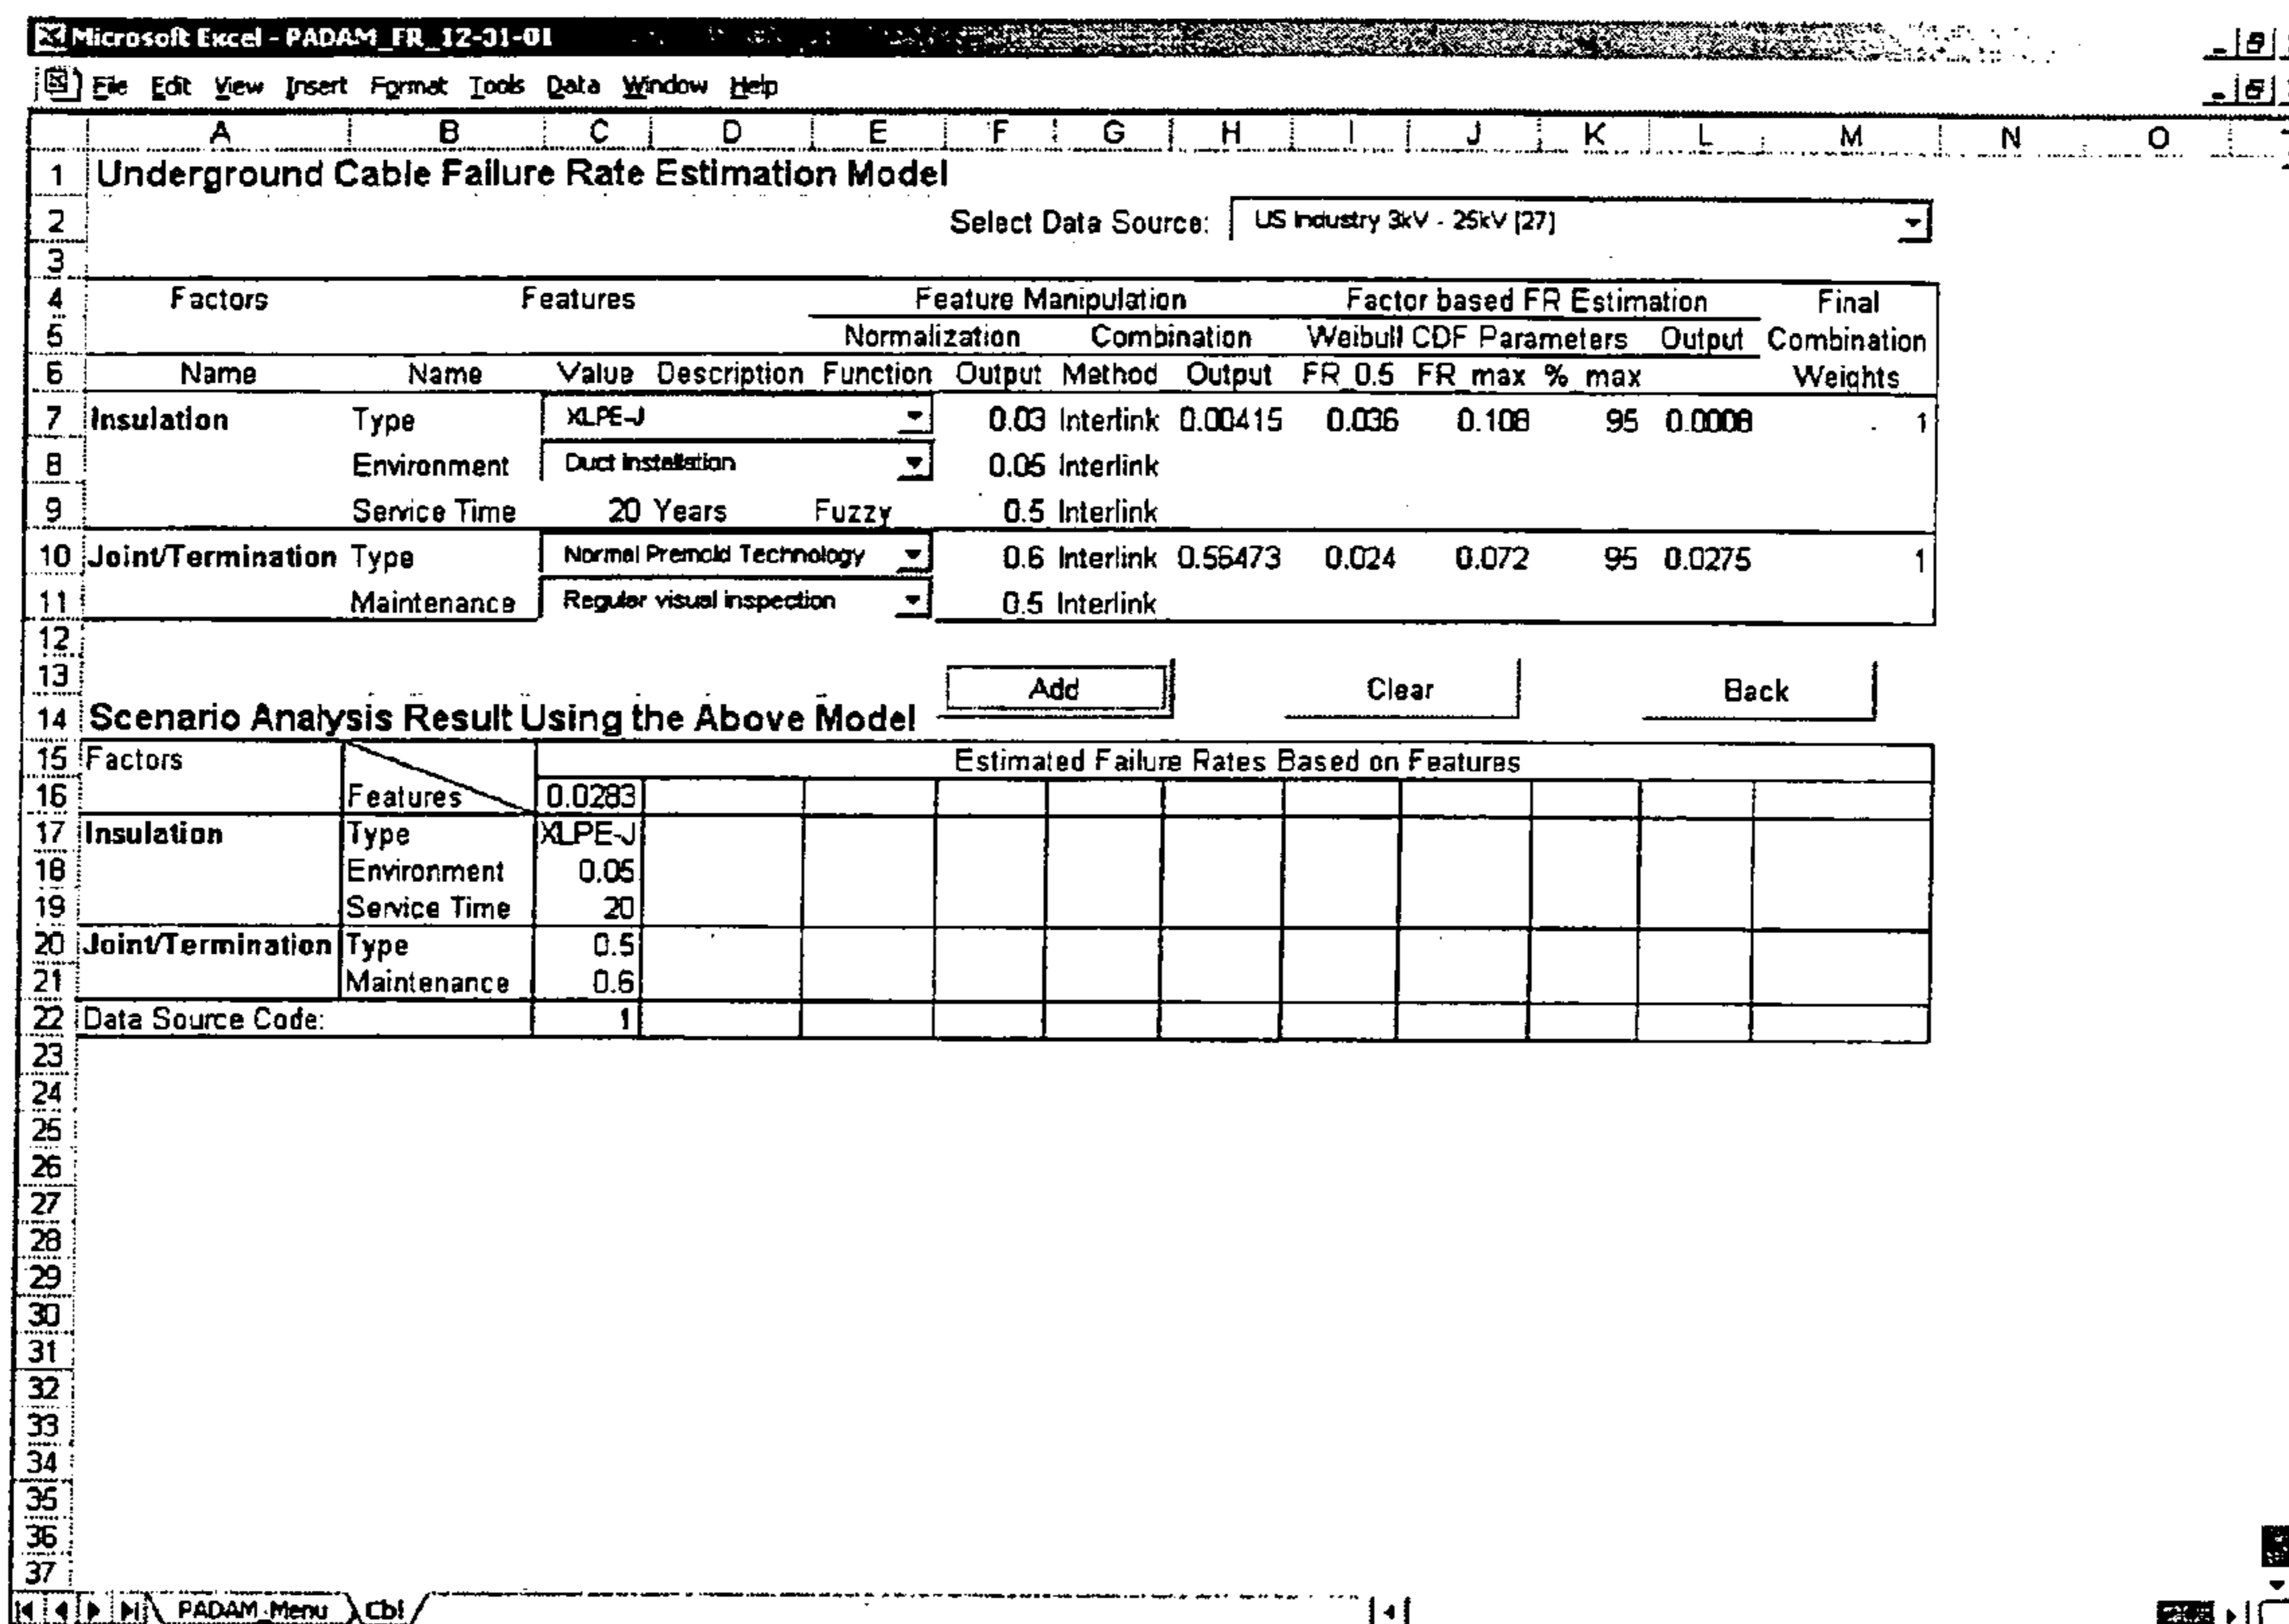 Microsoft Excel - PADAM_FR_12-01-01
File Edit View Insert Format Tools Data Window Help
A B C D E F G H I J K L M N O
1 Underground Cable Failure Rate Estimation Model
2 Select Data Source: US Industry 3kV - 25kV [27]
3
4 Factors Features Feature Manipulation Factor based FR Estimation Final
5 Normalization Combination Weibull CDF Parameters Output Combination
6 Name Name Value Description Function Output Method Output FR_0.5 FR_max %_max Weights
7 Insulation Type XLPE-J 0.03 Interlink 0.00415 0.036 0.108 95 0.0008 1
8 Environment Duct installation 0.05 Interlink
9 Service Time 20 Years Fuzzy 0.5 Interlink
10 Joint/Termination Type Normal Premold Technology 0.6 Interlink 0.56473 0.024 0.072 95 0.0275 1
11 Maintenance Regular visual inspection 0.5 Interlink
12
13 Add Clear Back
14 Scenario Analysis Result Using the Above Model
15 Factors Estimated Failure Rates Based on Features
16 Features 0.0283
17 Insulation Type XLPE-J
18 Environment 0.05
19 Service Time 20
20 Joint/Termination Type 0.5
21 Maintenance 0.6
22 Data Source Code: 1
23
24
25
26
27
28
29
30
31
32
33
34
35
36
37
PADAM_Menu Cbl